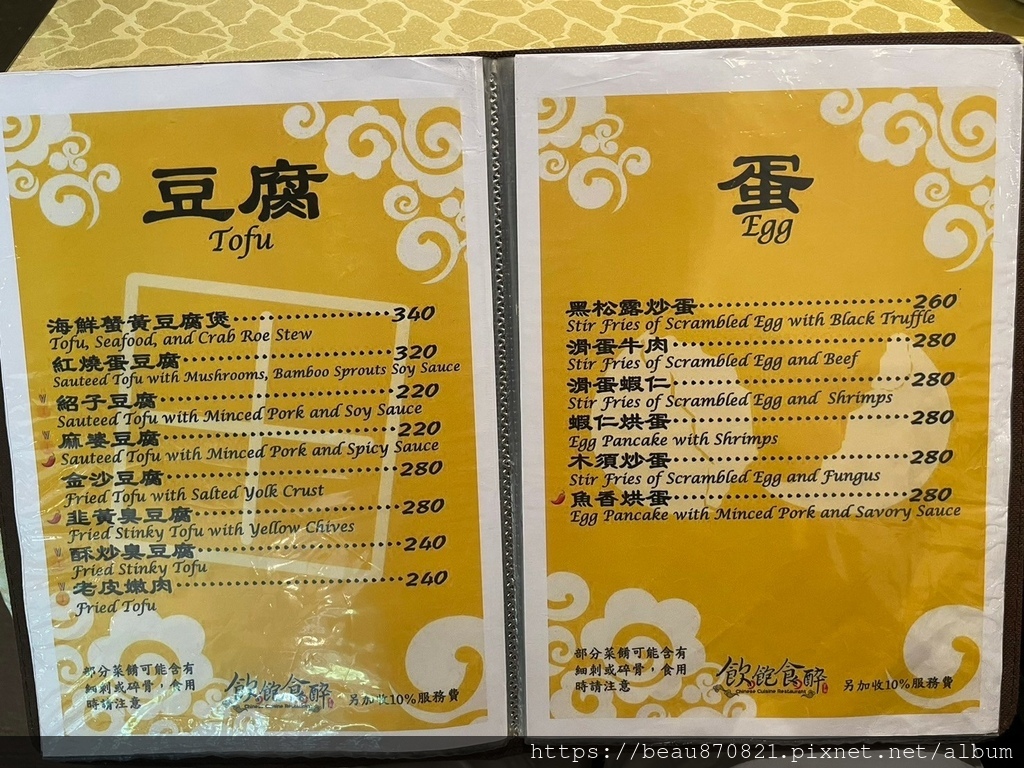 豆腐
Tofu
海鮮蟹黃豆腐煲 340
Tofu, Seafood, and Crab Roe Stew
紅燒蛋豆腐 320
Sauteed Tofu with Mushrooms, Bamboo Sprouts Soy Sauce
紹子豆腐 220
Sauteed Tofu with Minced Pork and Soy Sauce
麻婆豆腐 220
Sauteed Tofu with Minced Pork and Spicy Sauce
金沙豆腐 280
Fried Tofu with Salted Yolk Crust
韭黃臭豆腐 280
Fried Stinky Tofu with Yellow Chives
酥炒臭豆腐 240
Fried Stinky Tofu
老皮嫩肉 240
Fried Tofu
部分菜餚可能含有
細刺或碎骨，食用
時請注意
飲飽食醉
Chinese Cuisine Restaurant
另加收10%服務費
蛋
Egg
黑松露炒蛋 260
Stir Fries of Scrambled Egg with Black Truffle
滑蛋牛肉 280
Stir Fries of Scrambled Egg and Beef
滑蛋蝦仁 280
Stir Fries of Scrambled Egg and Shrimps
蝦仁烘蛋 280
Egg Pancake with Shrimps
木須炒蛋 280
Stir Fries of Scrambled Egg and Fungus
魚香烘蛋 280
Egg Pancake with Minced Pork and Savory Sauce
部分菜餚可能含有
細刺或碎骨，食用
時請注意
飲飽食醉
Chinese Cuisine Restaurant
另加收10%服務費
https://beau870821.pixnet.net/album